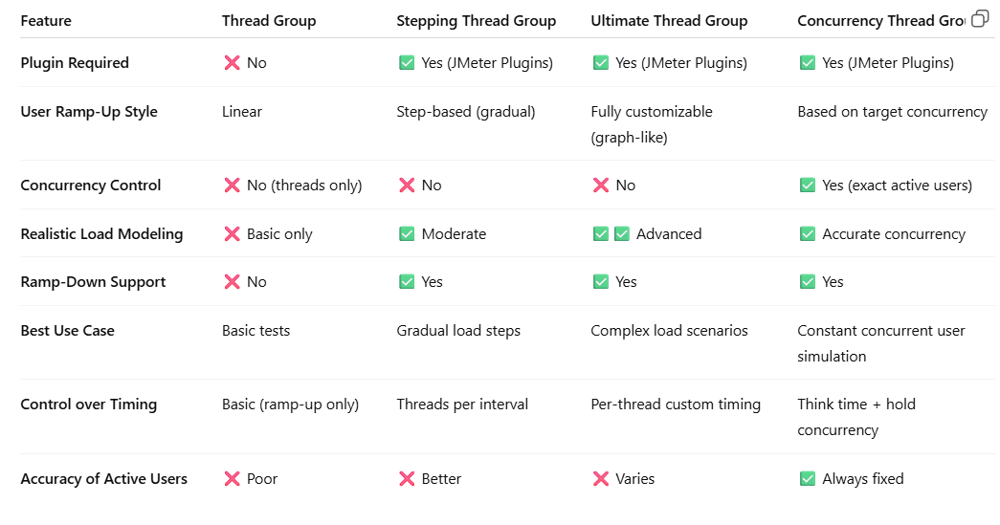 Feature Thread Group Stepping Thread Group Ultimate Thread Group Concurrency Thread Gro
Plugin Required ❌ No ✅ Yes (JMeter Plugins) ✅ Yes (JMeter Plugins) ✅ Yes (JMeter Plugins)
User Ramp-Up Style Linear Step-based (gradual) Fully customizable Based on target concurrency
(graph-like)
Concurrency Control ❌ No (threads only) ❌ No ❌ No ✅ Yes (exact active users)
Realistic Load Modeling ❌ Basic only ✅ Moderate ✅✅ Advanced ✅ Accurate concurrency
Ramp-Down Support ❌ No ✅ Yes ✅ Yes ✅ Yes
Best Use Case Basic tests Gradual load steps Complex load scenarios Constant concurrent user
simulation
Control over Timing Basic (ramp-up only) Threads per interval Per-thread custom timing Think time + hold
concurrency
Accuracy of Active Users ❌ Poor ❌ Better ❌ Varies ✅ Always fixed